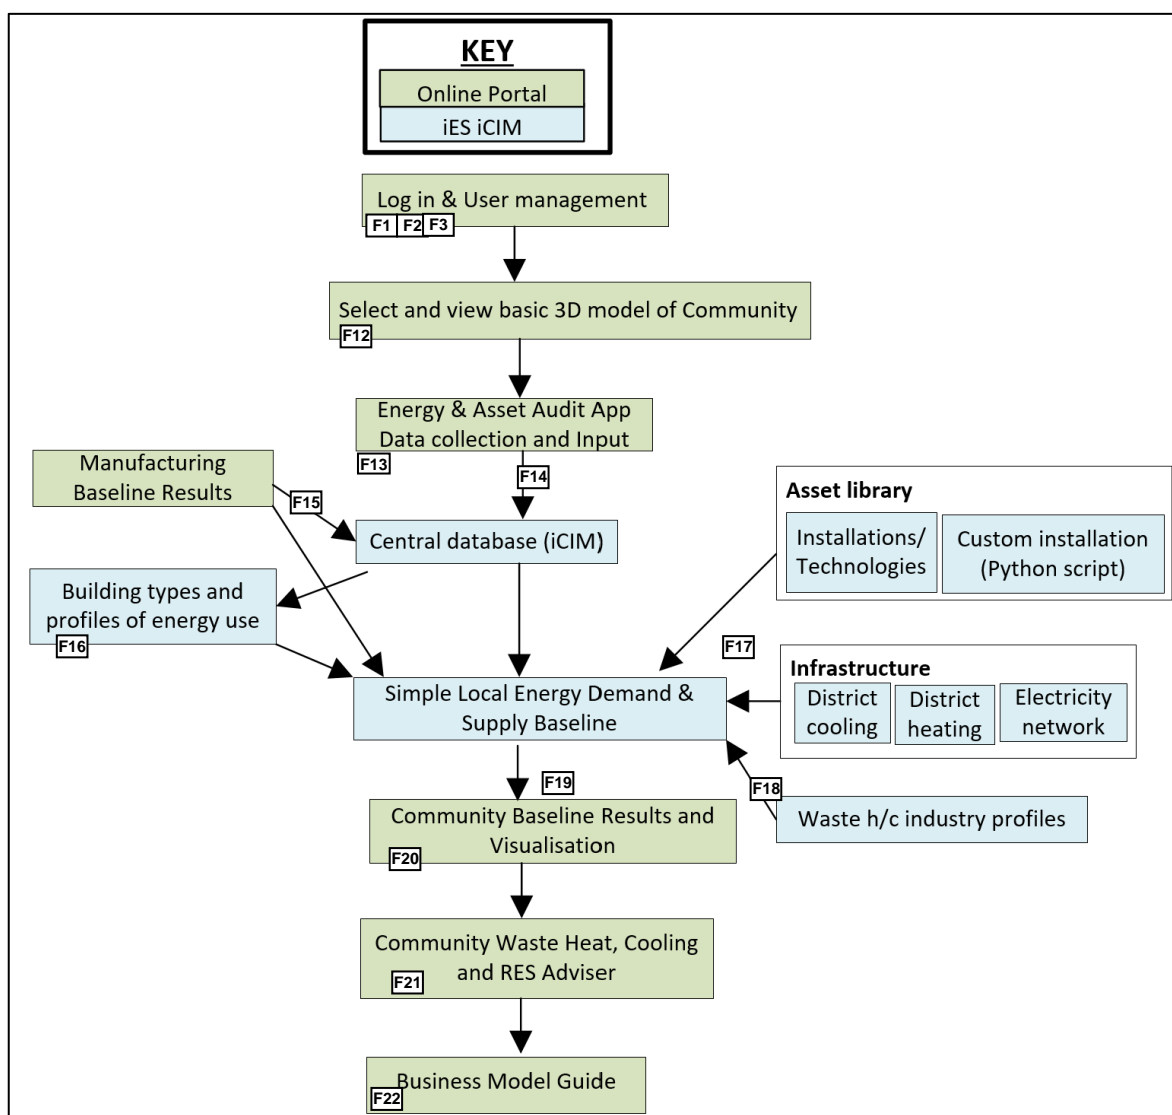 KEY
Online Portal
iES iCIM
Log in & User management
F1 F2 F3
Select and view basic 3D model of Community
F12
Energy & Asset Audit App
Data collection and Input
F13
F14
Manufacturing
Baseline Results
F15
Central database (iCIM)
Asset library
Installations/
Technologies
Custom installation
(Python script)
Building types and
profiles of energy use
F16
F17
Infrastructure
District
cooling
District
heating
Electricity
network
Simple Local Energy Demand &
Supply Baseline
F19
F18
Waste h/c industry profiles
Community Baseline Results and
Visualisation
F20
Community Waste Heat, Cooling
and RES Adviser
F21
Business Model Guide
F22